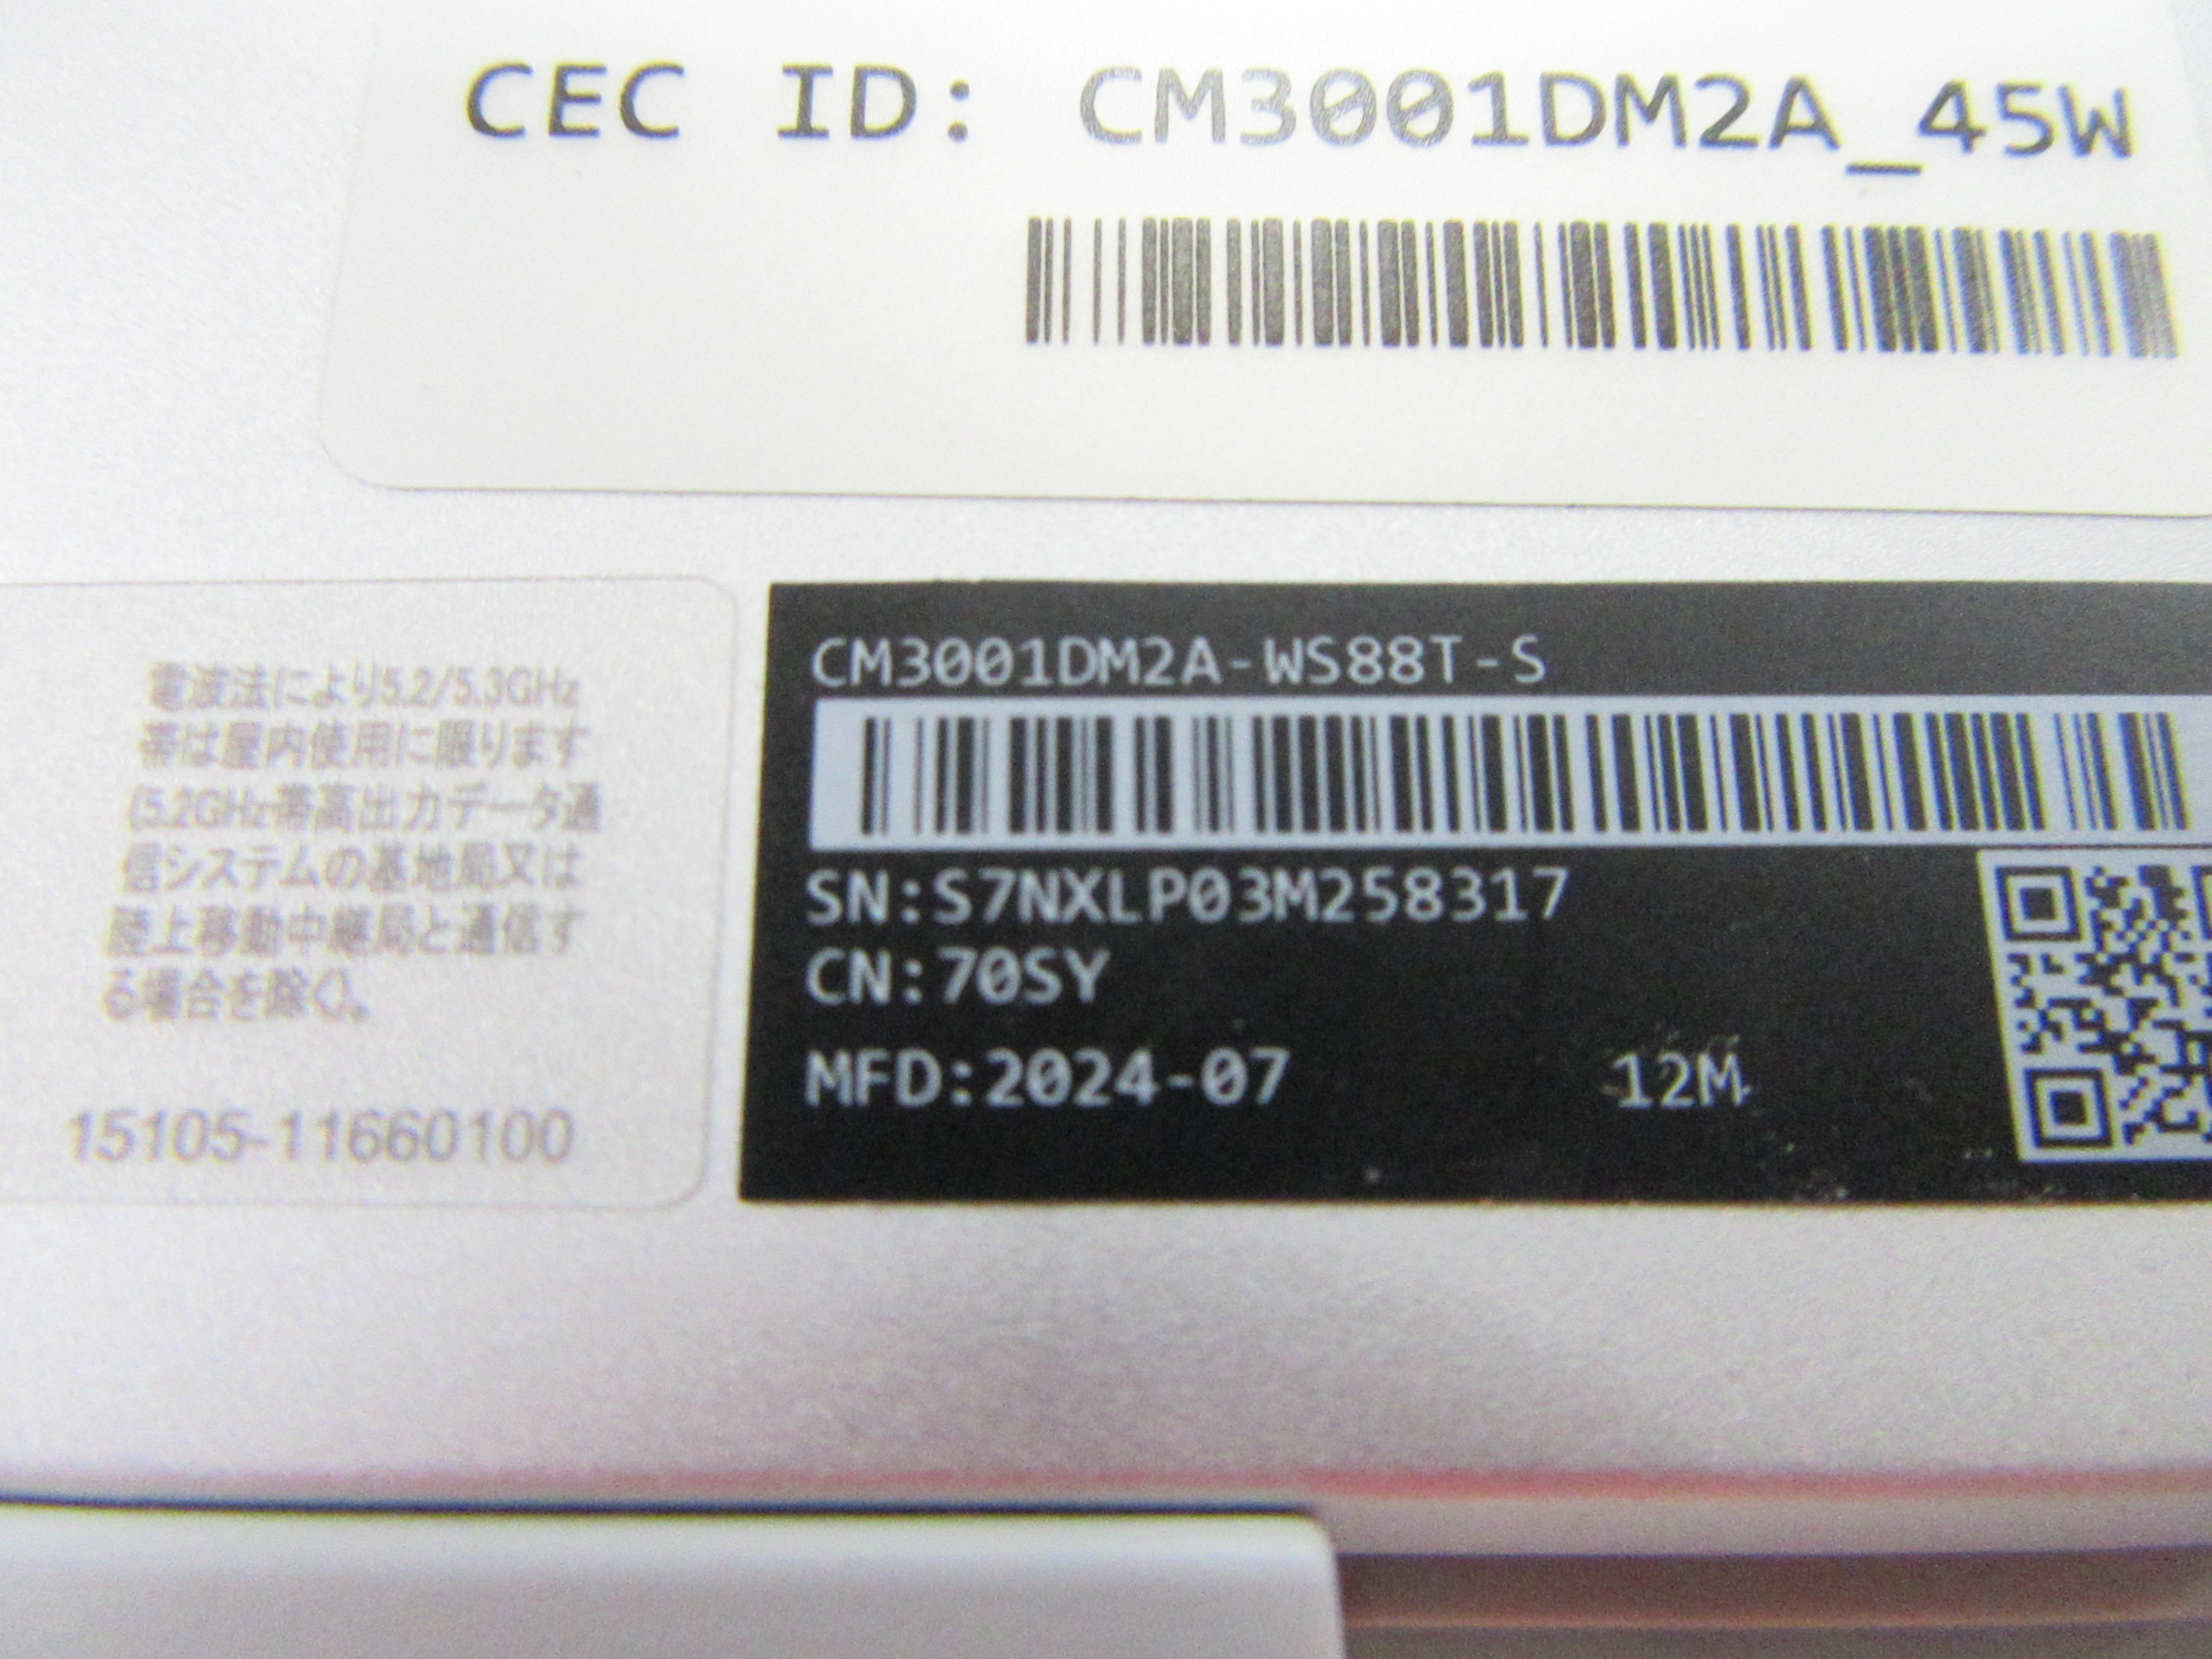 CEC ID: CM3001DM2A_45W
電波法により5.2/5.3GHz
帯は屋内使用に限ります
(5.2GHz帯高出力データ通
信システムの基地局又は
陸上移動中継局と通信す
る場合を除く)。
15105-11660100
CM3001DM2A-WS88T-S
SN:S7NXLP03M258317
CN:70SY
MFD:2024-07 12M